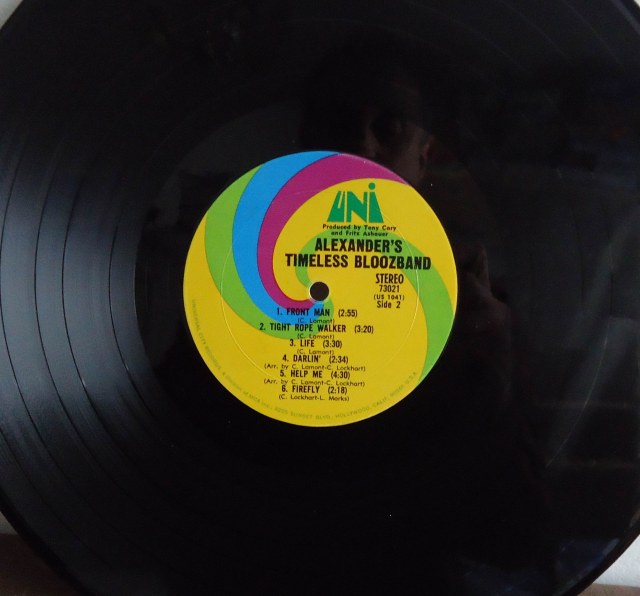 UNI
Produced by Tony Cary
and Fritz Ashauer
ALEXANDER'S
TIMELESS BLOOZBAND
STEREO
73021
(US 1041)
Side 2
1. FRONT MAN (2:55)
(C. Lamont)
2. TIGHT ROPE WALKER (3:20)
(C. Lamont)
3. LIFE (3:30)
(C. Lamont)
4. DARLIN' (2:34)
(Arr. by C. Lamont-C. Lockhart)
5. HELP ME (4:30)
(Arr. by C. Lamont-C. Lockhart)
6. FIREFLY (2:18)
(C. Lockhart-L. Marks)